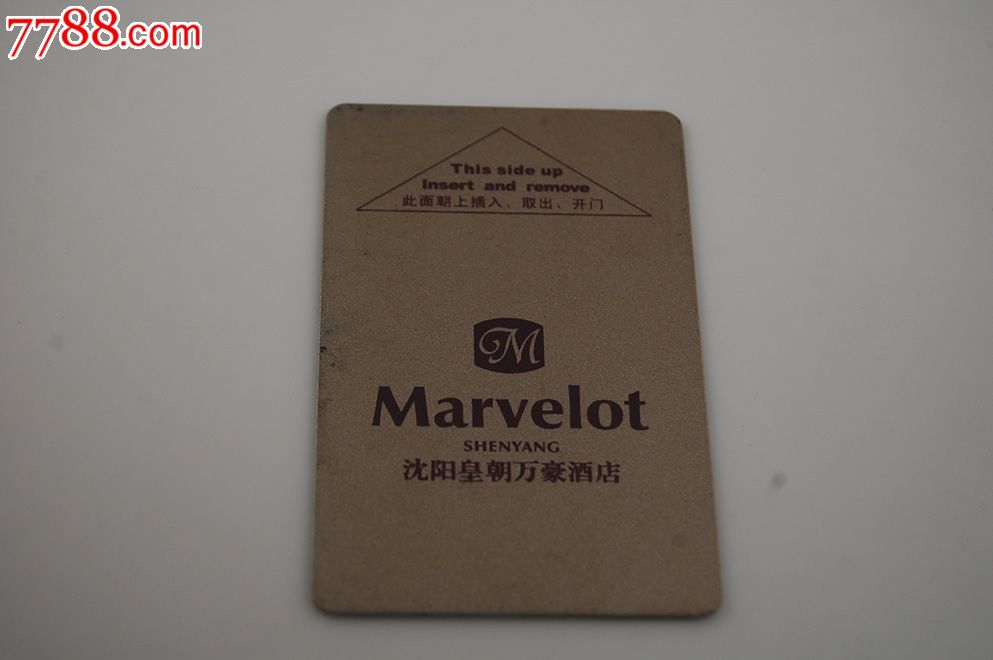 7788.com
This side up
Insert and remove
此面朝上插入、取出、开门
M
Marvelot
SHENYANG
沈阳皇朝万豪酒店